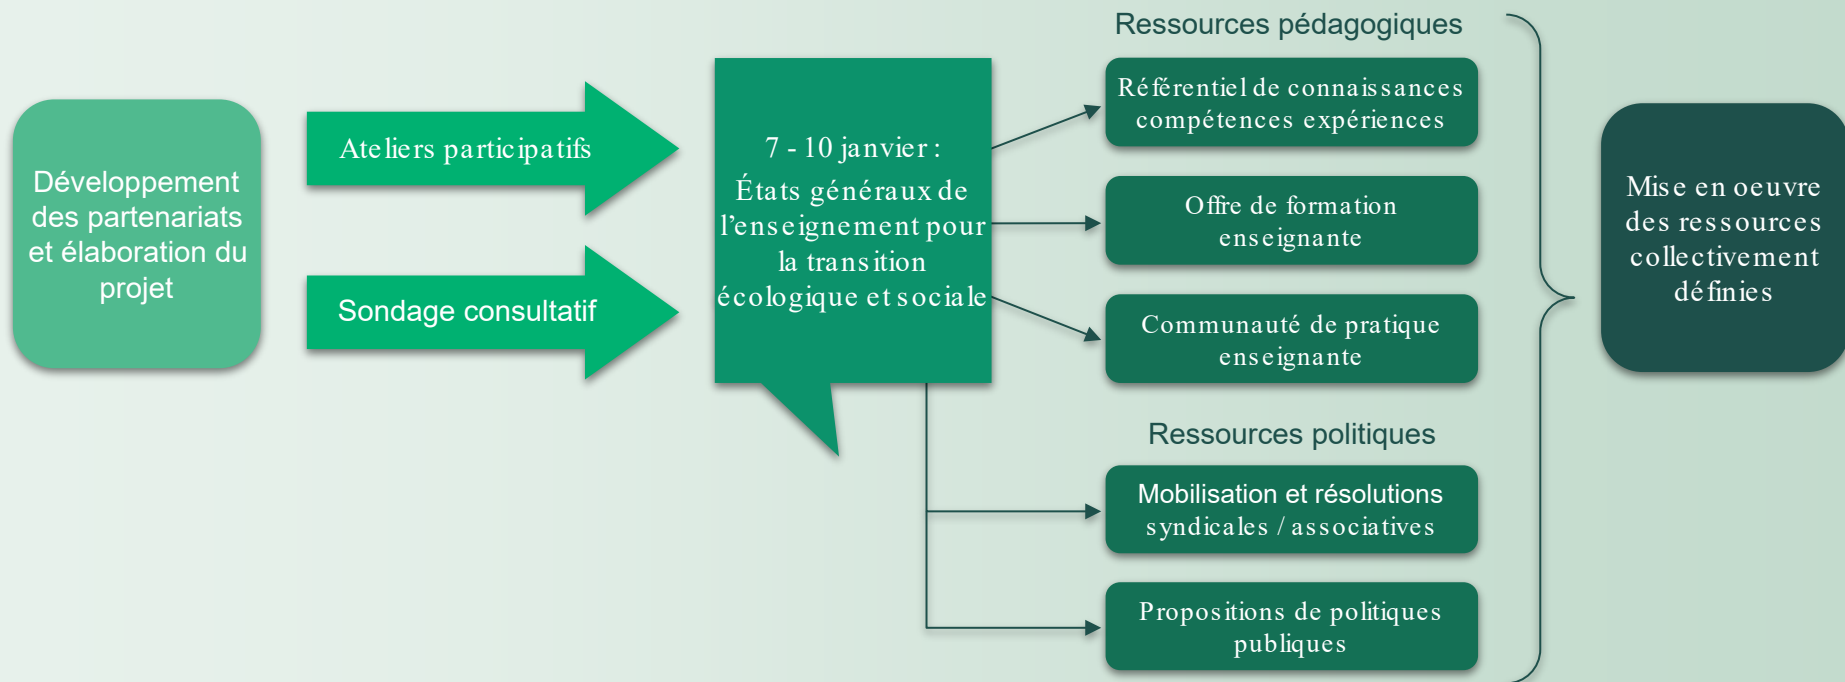 Développement
des partenariats
et élaboration du
projet
Ateliers participatifs
Sondage consultatif
7 - 10 janvier :
États généraux de
l’enseignement pour
la transition
écologique et sociale
Ressources pédagogiques
Référentiel de connaissances
compétences expériences
Offre de formation
enseignante
Communauté de pratique
enseignante
Ressources politiques
Mobilisation et résolutions
syndicales / associatives
Propositions de politiques
publiques
Mise en oeuvre
des ressources
collectivement
définies